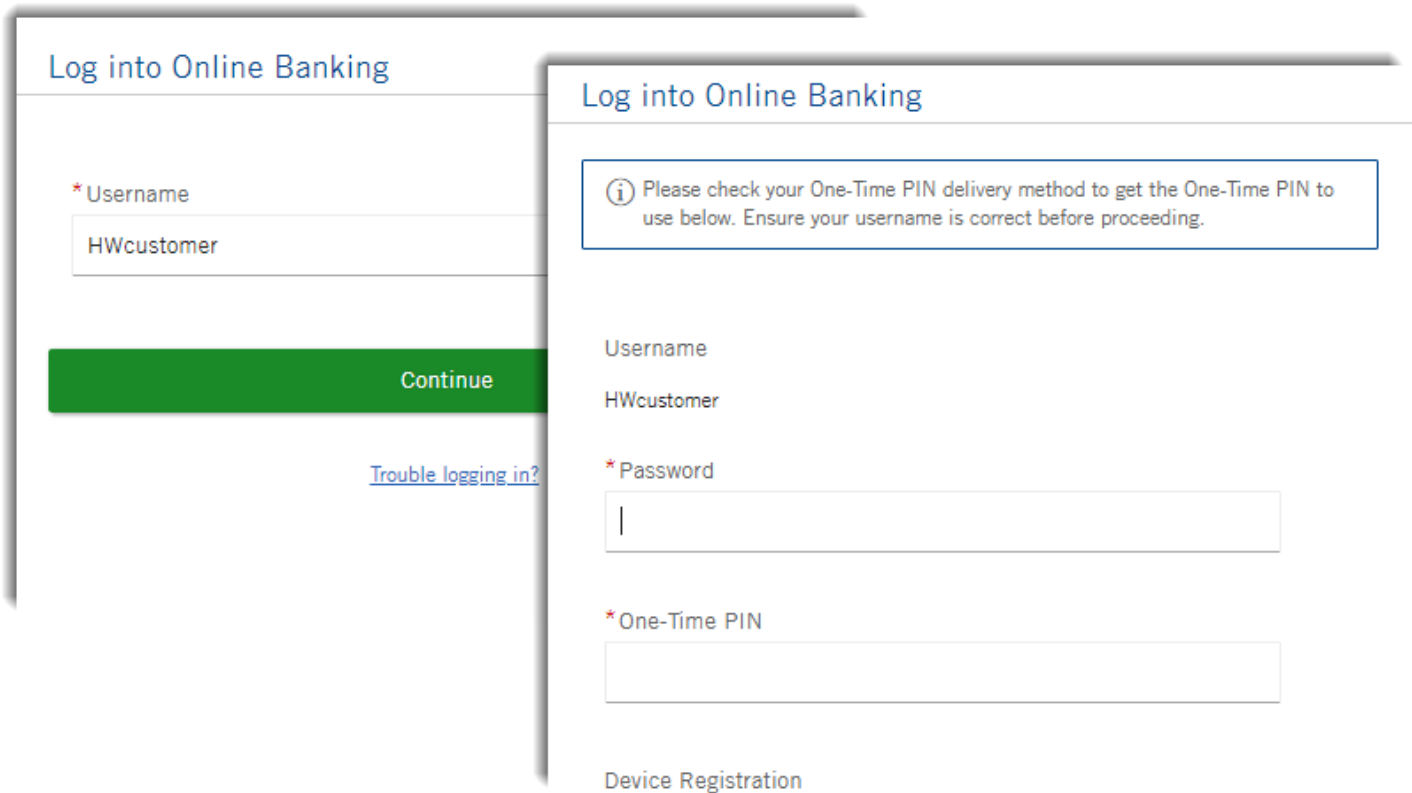 Log into Online Banking
* Username
HWcustomer
Continue
Trouble logging in?
Log into Online Banking
Please check your One-Time PIN delivery method to get the One-Time PIN to
use below. Ensure your username is correct before proceeding.
Username
HWcustomer
* Password
* One-Time PIN
Device Registration